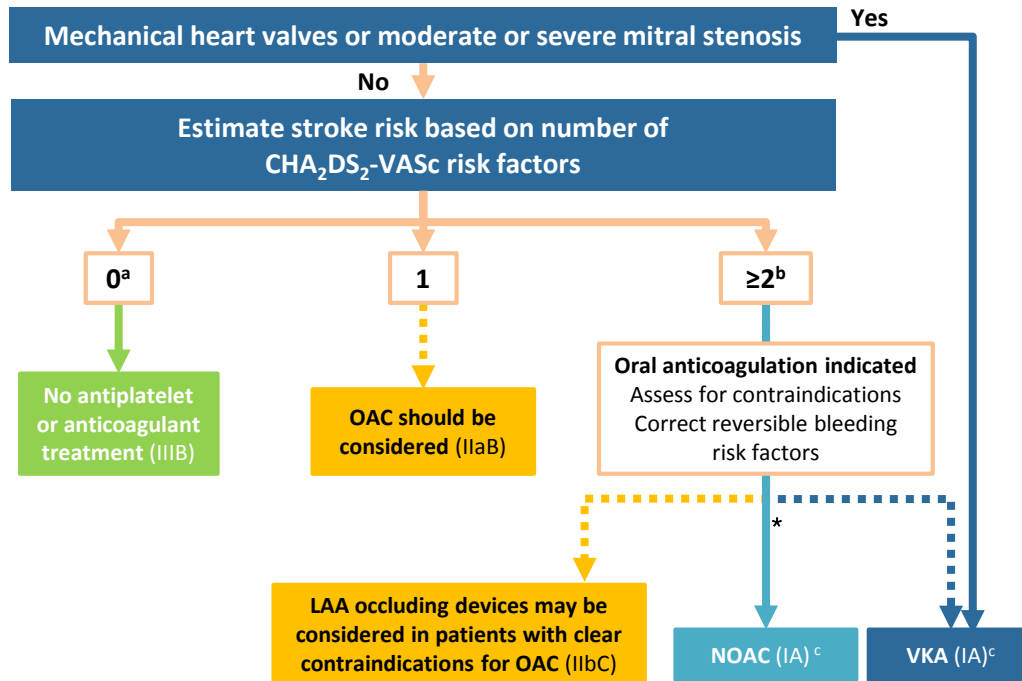 Mechanical heart valves or moderate or severe mitral stenosis
Yes
No
Estimate stroke risk based on number of
CHA₂DS₂-VASc risk factors
0ᵃ
1
≥2ᵇ
No antiplatelet
or anticoagulant
treatment (IIIB)
OAC should be
considered (IIaB)
Oral anticoagulation indicated
Assess for contraindications
Correct reversible bleeding
risk factors
*
LAA occluding devices may be
considered in patients with clear
contraindications for OAC (IIbC)
NOAC (IA) ᶜ
VKA (IA)ᶜ